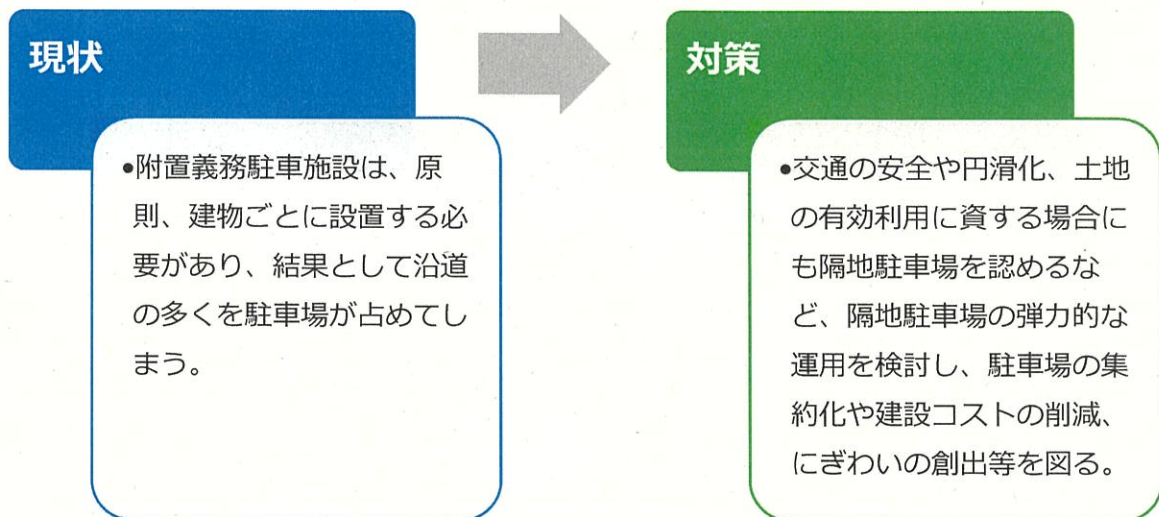 現状
•附置義務駐車施設は、原
則、建物ごとに設置する必
要があり、結果として沿道
の多くを駐車場が占めてし
まう。
対策
•交通の安全や円滑化、土地
の有効利用に資する場合に
も隔地駐車場を認めるな
ど、隔地駐車場の弾力的な
運用を検討し、駐車場の集
約化や建設コストの削減、
にぎわいの創出等を図る。